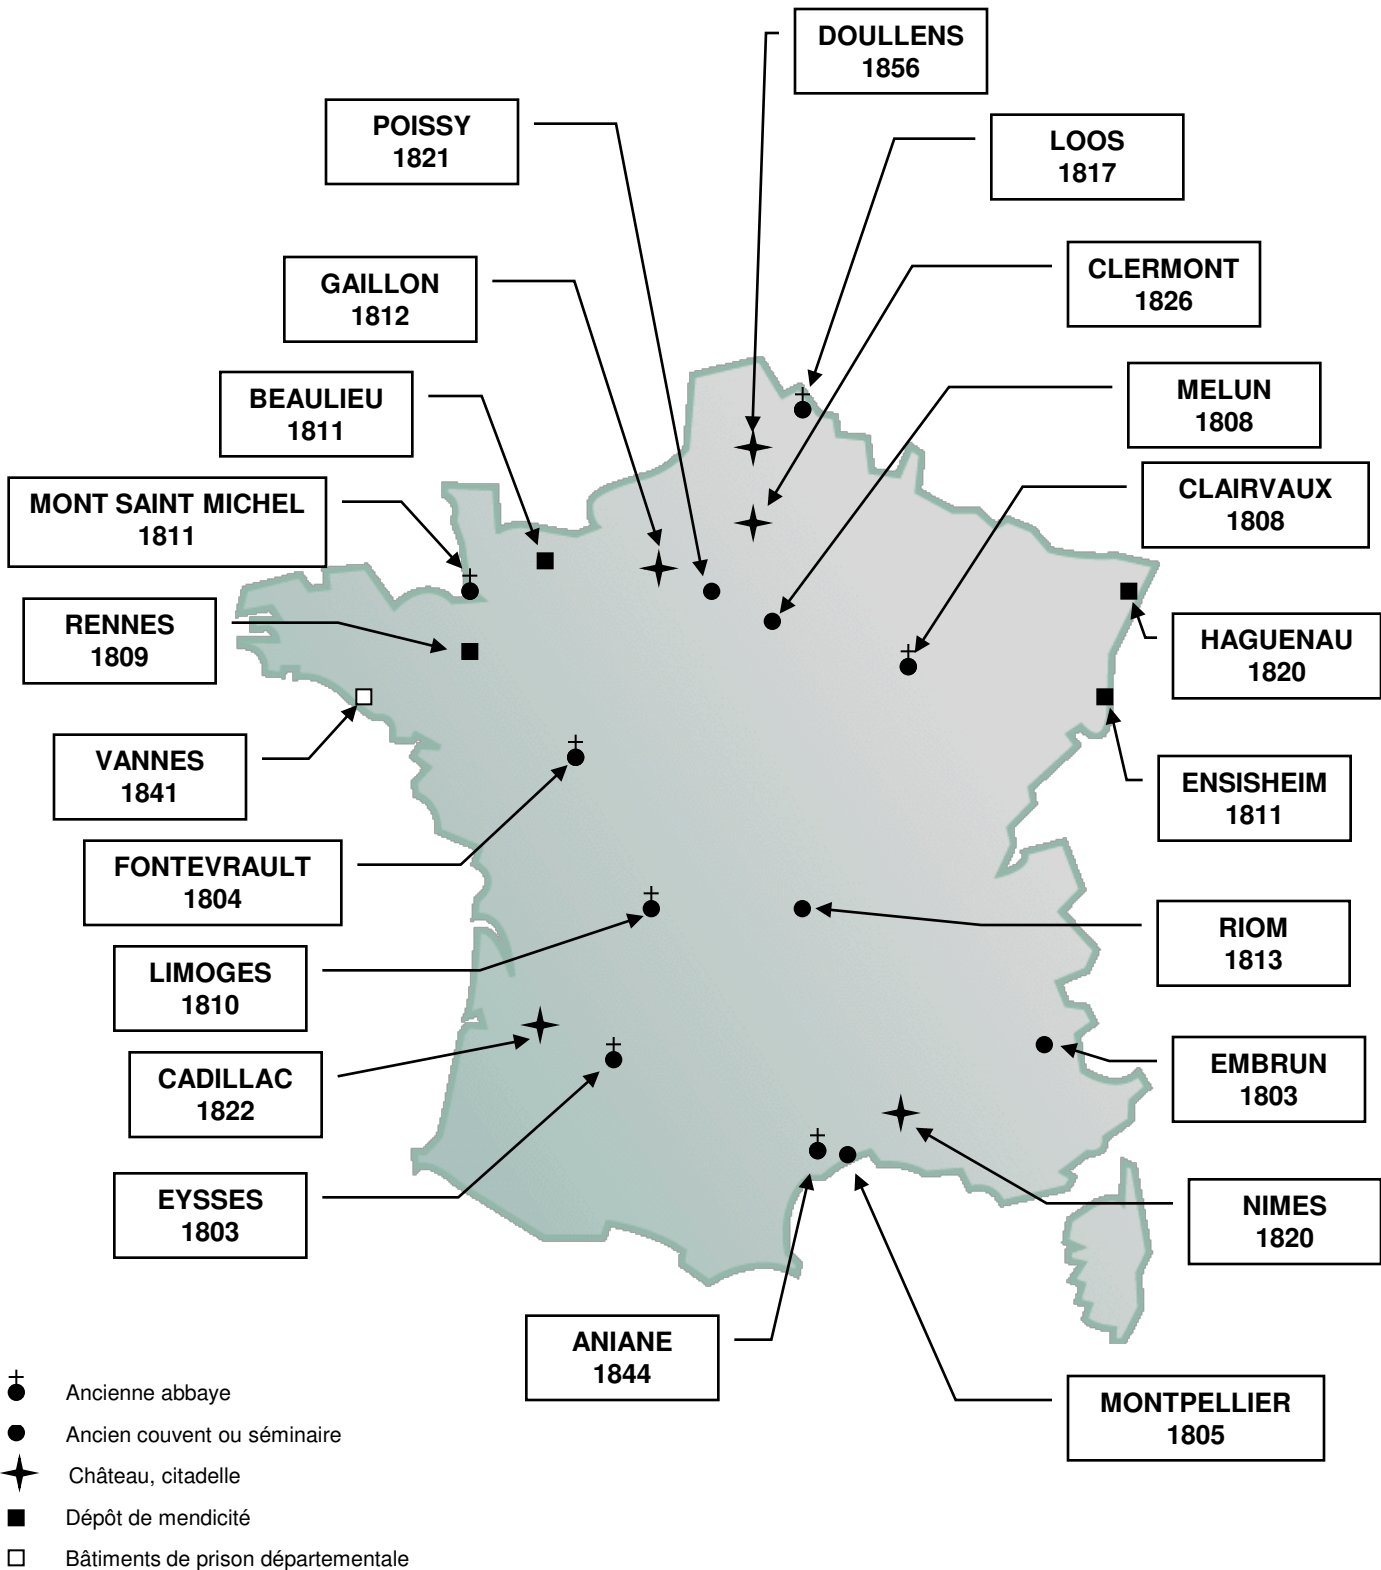 DOULLENS
1856
POISSY
1821
LOOS
1817
CLERMONT
1826
GAILLON
1812
MELUN
1808
BEAULIEU
1811
CLAIRVAUX
1808
MONT SAINT MICHEL
1811
RENNES
1809
HAGUENAU
1820
VANNES
1841
ENSISHEIM
1811
FONTEVRAULT
1804
RIOM
1813
LIMOGES
1810
CADILLAC
1822
EMBRUN
1803
EYSSES
1803
NIMES
1820
ANIANE
1844
MONTPELLIER
1805
Ancienne abbaye
Ancien couvent ou séminaire
Château, citadelle
Dépôt de mendicité
Bâtiments de prison départementale